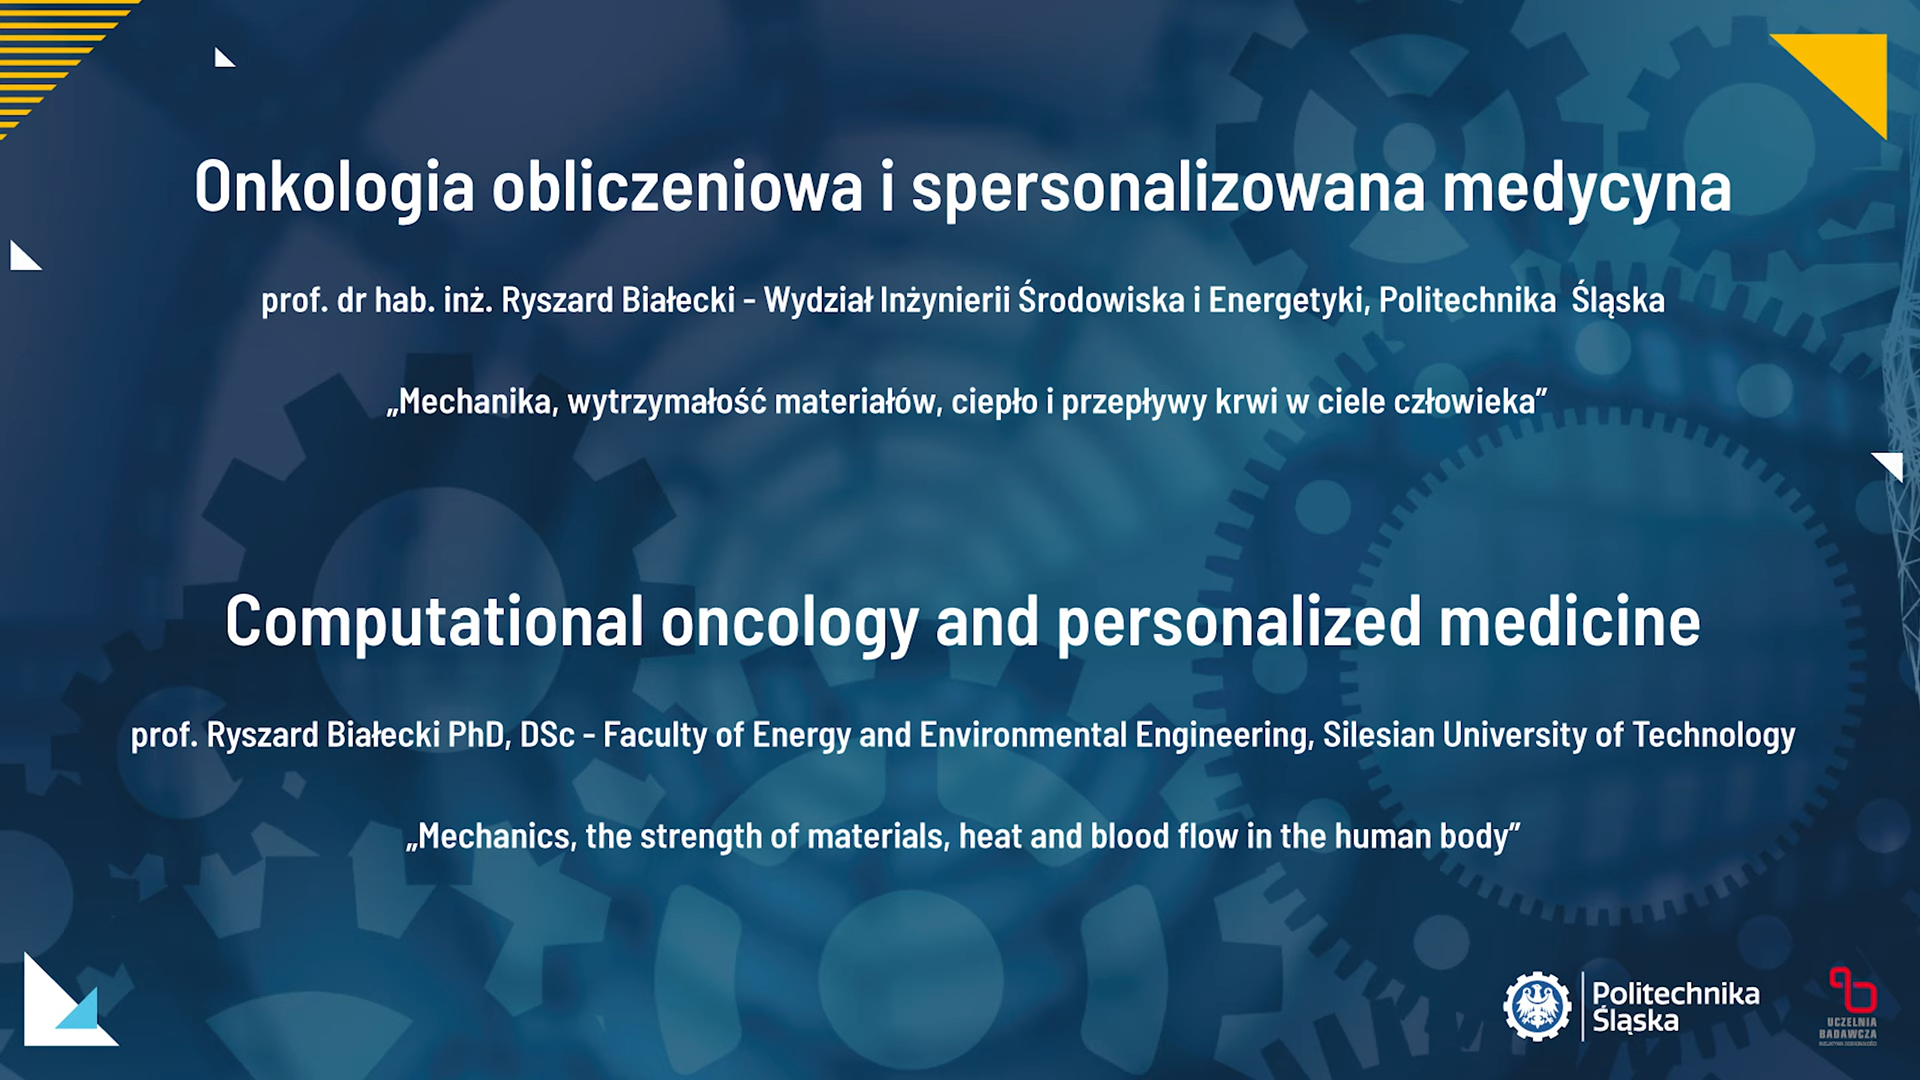 Onkologia obliczeniowa i spersonalizowana medycyna
prof. dr hab. inż. Ryszard Białecki - Wydział Inżynierii Środowiska i Energetyki, Politechnika Śląska
„Mechanika, wytrzymałość materiałów, ciepło i przepływy krwi w ciele człowieka”
Computational oncology and personalized medicine
prof. Ryszard Białecki PhD, DSc - Faculty of Energy and Environmental Engineering, Silesian University of Technology
„Mechanics, the strength of materials, heat and blood flow in the human body”
Politechnika
Śląska
UCZELNIA
BADAWCZA